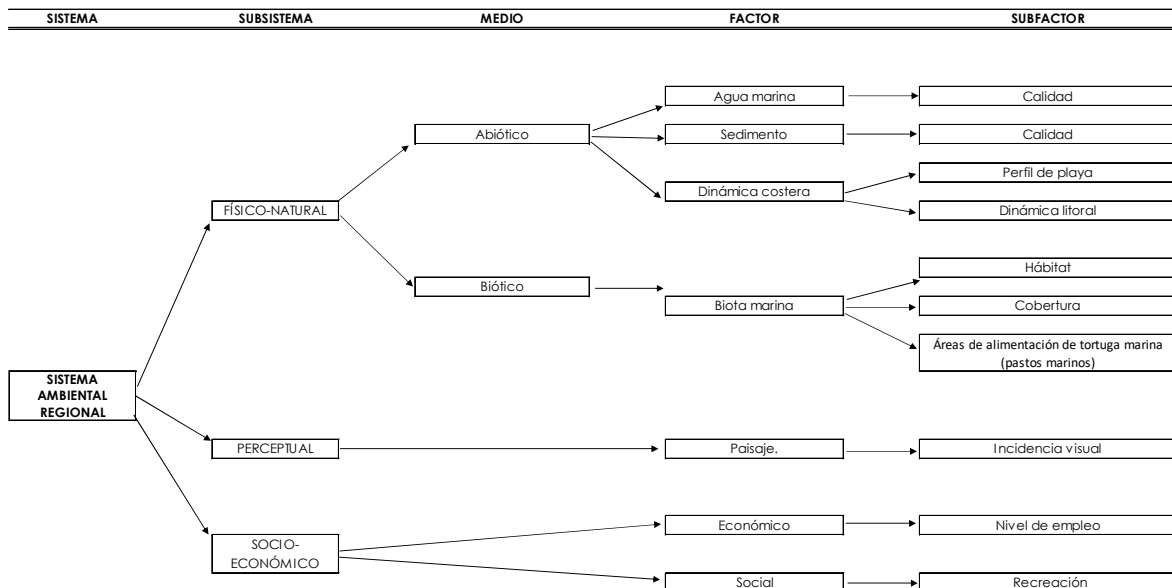 SISTEMA SUBSISTEMA MEDIO FACTOR SUBFACTOR
Agua marina Calidad
Abiótico Sedimento Calidad
Perfil de playa
Dinámica costera
FÍSICO-NATURAL Dinámica litoral
Hábitat
Biótico
Biota marina Cobertura
Áreas de alimentación de tortuga marina
(pastos marinos)
SISTEMA
AMBIENTAL
REGIONAL
PERCEPTUAL Paisaje. Incidencia visual
Económico Nivel de empleo
SOCIO-
ECONÓMICO
Social Recreación